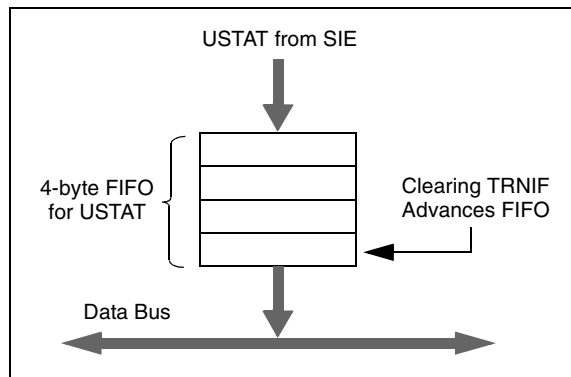 USTAT from SIE
4-byte FIFO
for USTAT
Clearing TRNIF
Advances FIFO
Data Bus